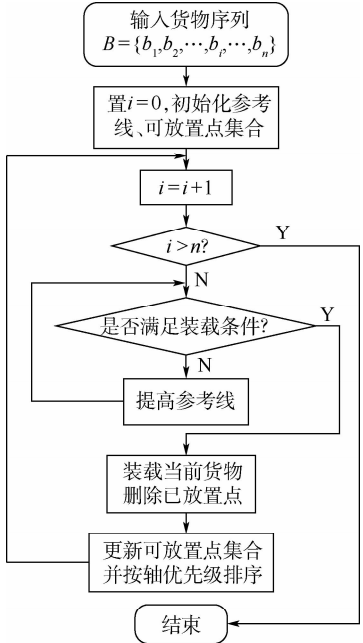 输入货物序列
B={b₁,b₂,⋯,bᵢ,⋯,bₙ}
置i=0,初始化参考
线、可放置点集合
i=i+1
i>n?
Y
N
是否满足装载条件?
Y
N
提高参考线
装载当前货物
删除已放置点
更新可放置点集合
并按轴优先级排序
结束